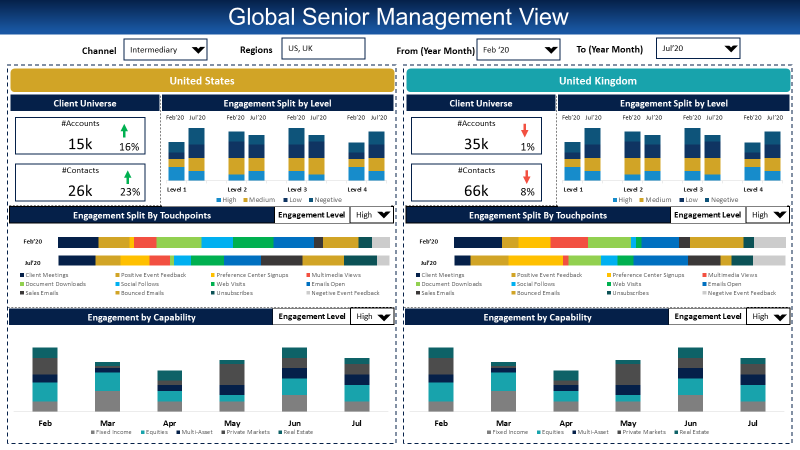 Global Senior Management View
Channel Intermediary Regions US, UK From (Year Month) Feb '20 To (Year Month) Jul'20
United States
Client Universe
#Accounts
15k 16%
#Contacts
26k 23%
Engagement Split by Level
Feb'20 Jul'20 Feb'20 Jul'20 Feb'20 Jul'20 Feb'20 Jul'20
Level 1 Level 2 Level 3 Level 4
High Medium Low Negetive
Engagement Split By Touchpoints Engagement Level High
Feb'20
Jul'20
Client Meetings Positive Event Feedback Preference Center Signups Multimedia Views
Document Downloads Social Follows Web Visits Emails Open
Sales Emails Bounced Emails Unsubscribes Negetive Event Feedback
Engagement by Capability Engagement Level High
Feb Mar Apr May Jun Jul
Fixed Income Equities Multi-Asset Private Markets Real Estate
United Kingdom
Client Universe
#Accounts
35k 1%
#Contacts
66k 8%
Engagement Split by Level
Feb'20 Jul'20 Feb'20 Jul'20 Feb'20 Jul'20 Feb'20 Jul'20
Level 1 Level 2 Level 3 Level 4
High Medium Low Negetive
Engagement Split By Touchpoints Engagement Level High
Feb'20
Jul'20
Client Meetings Positive Event Feedback Preference Center Signups Multimedia Views
Document Downloads Social Follows Web Visits Emails Open
Sales Emails Bounced Emails Unsubscribes Negetive Event Feedback
Engagement by Capability Engagement Level High
Feb Mar Apr May Jun Jul
Fixed Income Equities Multi-Asset Private Markets Real Estate